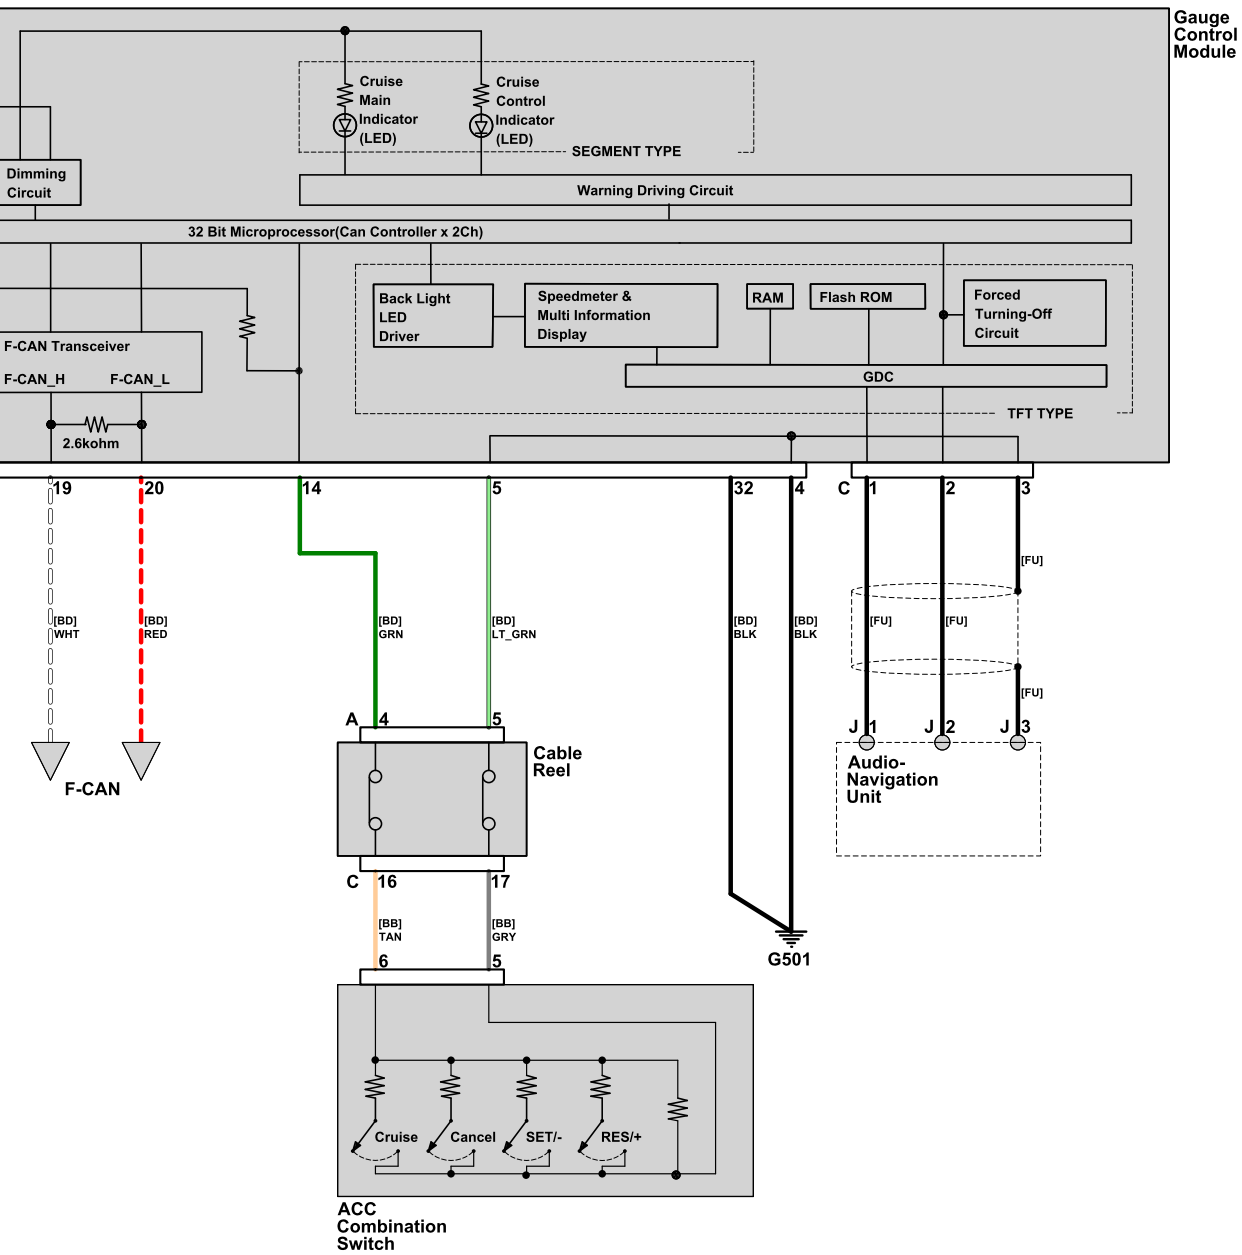 Gauge
Control
Module
Cruise
Main
Indicator
(LED)
Cruise
Control
Indicator
(LED)
SEGMENT TYPE
Dimming
Circuit
Warning Driving Circuit
32 Bit Microprocessor(Can Controller x 2Ch)
Back Light
LED
Driver
Speedmeter &
Multi Information
Display
RAM
Flash ROM
Forced
Turning-Off
Circuit
F-CAN Transceiver
F-CAN_H
F-CAN_L
GDC
TFT TYPE
2.6kohm
19
20
14
5
32
4
C
1
2
3
[FU]
[BD]
WHT
[BD]
RED
[BD]
GRN
[BD]
LT_GRN
[BD]
BLK
[BD]
BLK
[FU]
[FU]
[FU]
A
4
5
J
1
J
2
J
3
Cable
Reel
Audio-
Navigation
Unit
F-CAN
C
16
17
[BB]
TAN
[BB]
GRY
G501
6
5
Cruise
Cancel
SET/-
RES/+
ACC
Combination
Switch